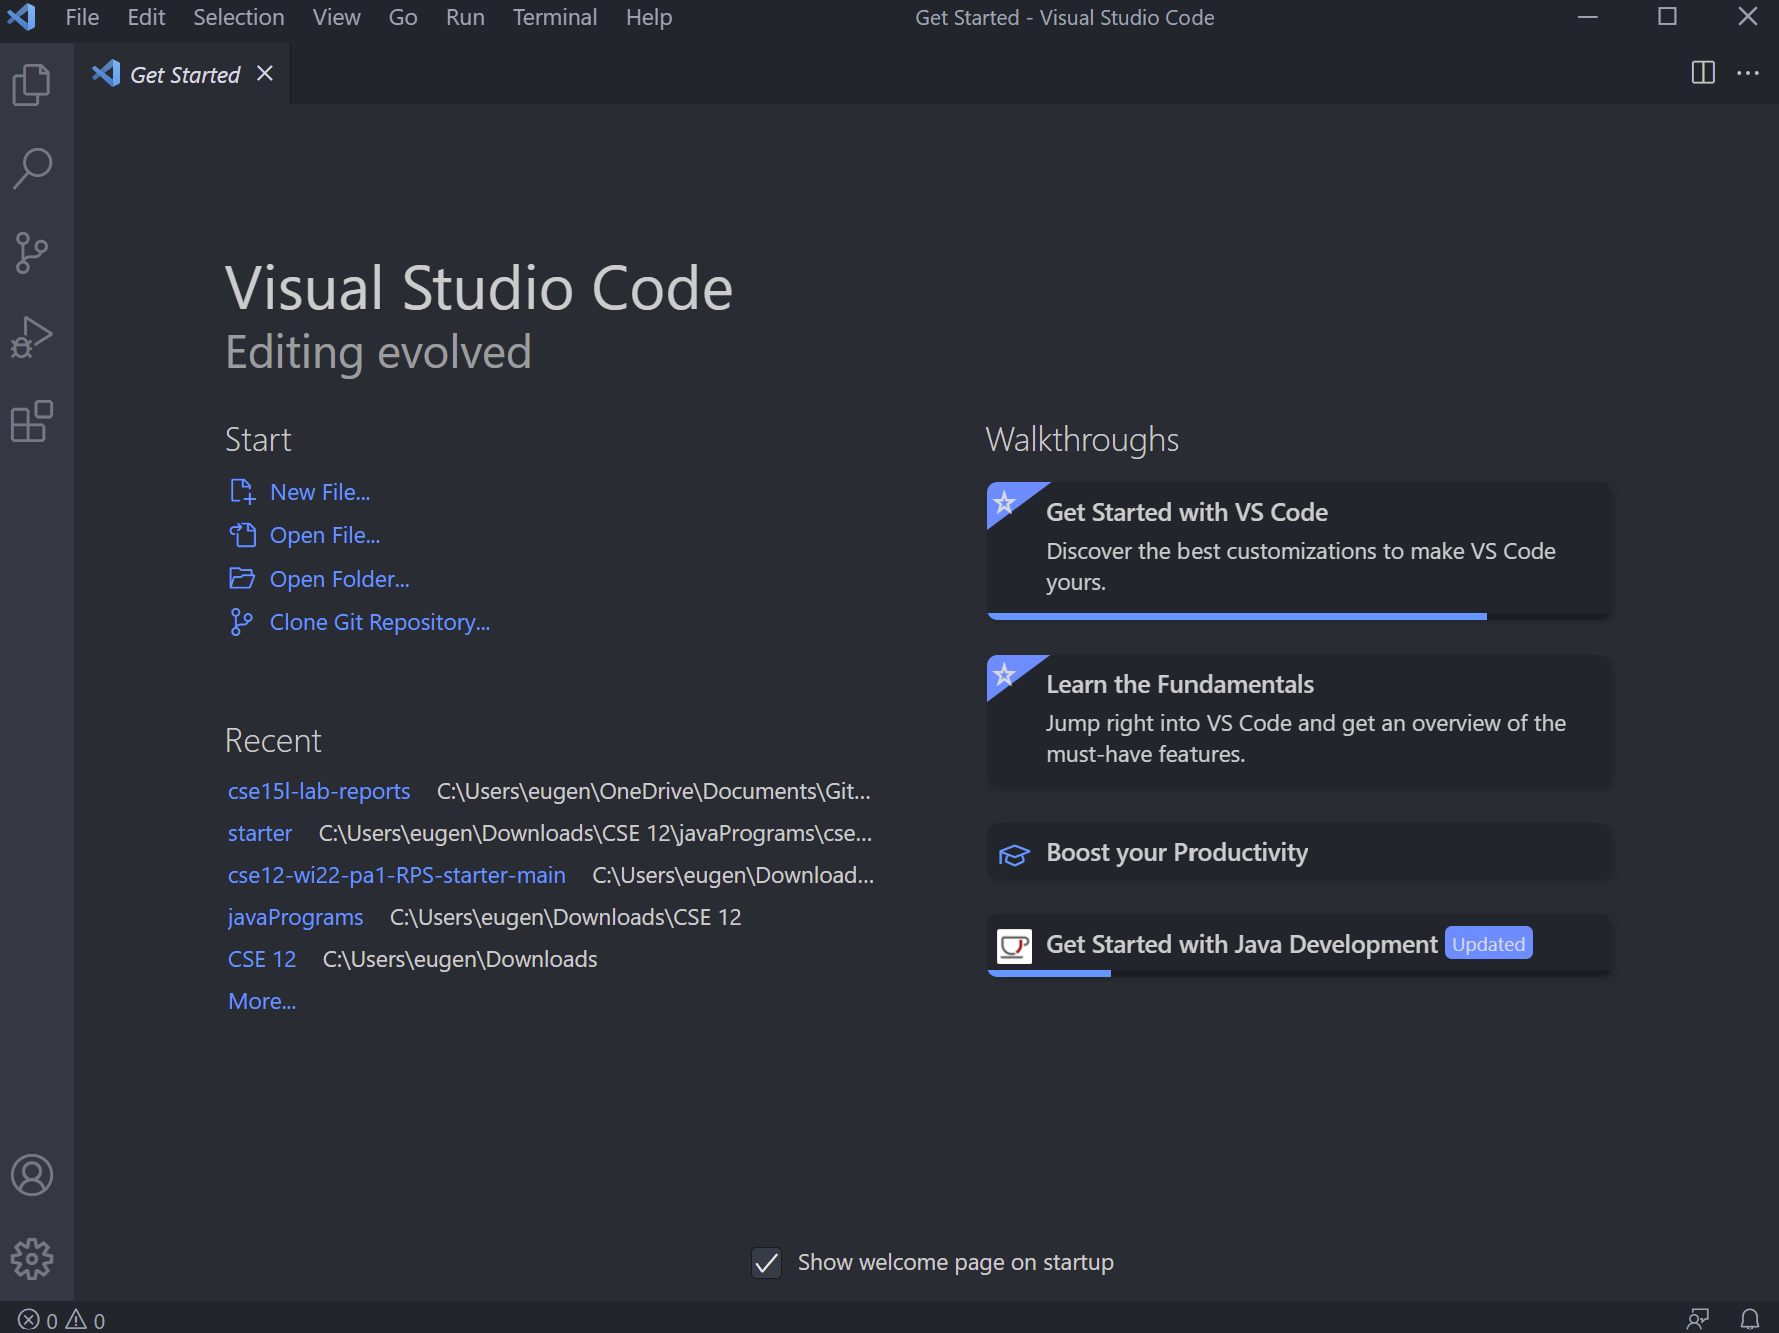 File Edit Selection View Go Run Terminal Help Get Started - Visual Studio Code
Get Started
Visual Studio Code
Editing evolved
Start
New File...
Open File...
Open Folder...
Clone Git Repository...
Recent
cse15l-lab-reports C:\Users\eugen\OneDrive\Documents\Git...
starter C:\Users\eugen\Downloads\CSE 12\javaPrograms\cse...
cse12-wi22-pa1-RPS-starter-main C:\Users\eugen\Download...
javaPrograms C:\Users\eugen\Downloads\CSE 12
CSE 12 C:\Users\eugen\Downloads
More...
Walkthroughs
Get Started with VS Code
Discover the best customizations to make VS Code
yours.
Learn the Fundamentals
Jump right into VS Code and get an overview of the
must-have features.
Boost your Productivity
Get Started with Java Development Updated
Show welcome page on startup
0 0